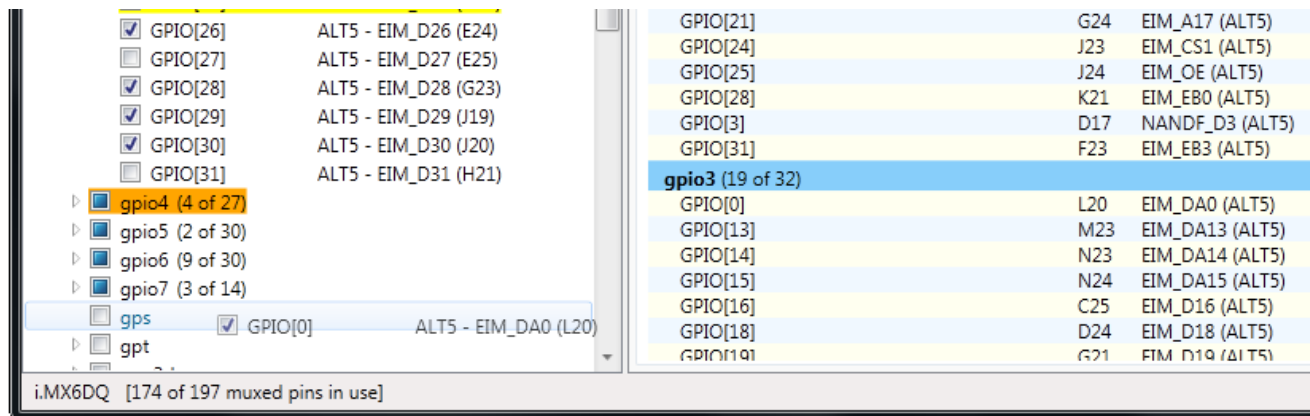 GPIO[26] ALT5 - EIM_D26 (E24)
GPIO[27] ALT5 - EIM_D27 (E25)
GPIO[28] ALT5 - EIM_D28 (G23)
GPIO[29] ALT5 - EIM_D29 (J19)
GPIO[30] ALT5 - EIM_D30 (J20)
GPIO[31] ALT5 - EIM_D31 (H21)
gpio4 (4 of 27)
gpio5 (2 of 30)
gpio6 (9 of 30)
gpio7 (3 of 14)
gps
GPIO[0] ALT5 - EIM_DA0 (L20)
gpt
GPIO[21] G24 EIM_A17 (ALT5)
GPIO[24] J23 EIM_CS1 (ALT5)
GPIO[25] J24 EIM_OE (ALT5)
GPIO[28] K21 EIM_EB0 (ALT5)
GPIO[3] D17 NANDF_D3 (ALT5)
GPIO[31] F23 EIM_EB3 (ALT5)
gpio3 (19 of 32)
GPIO[0] L20 EIM_DA0 (ALT5)
GPIO[13] M23 EIM_DA13 (ALT5)
GPIO[14] N23 EIM_DA14 (ALT5)
GPIO[15] N24 EIM_DA15 (ALT5)
GPIO[16] C25 EIM_D16 (ALT5)
GPIO[18] D24 EIM_D18 (ALT5)
GPIO[19] G21 EIM_D19 (ALT5)
i.MX6DQ [174 of 197 muxed pins in use]